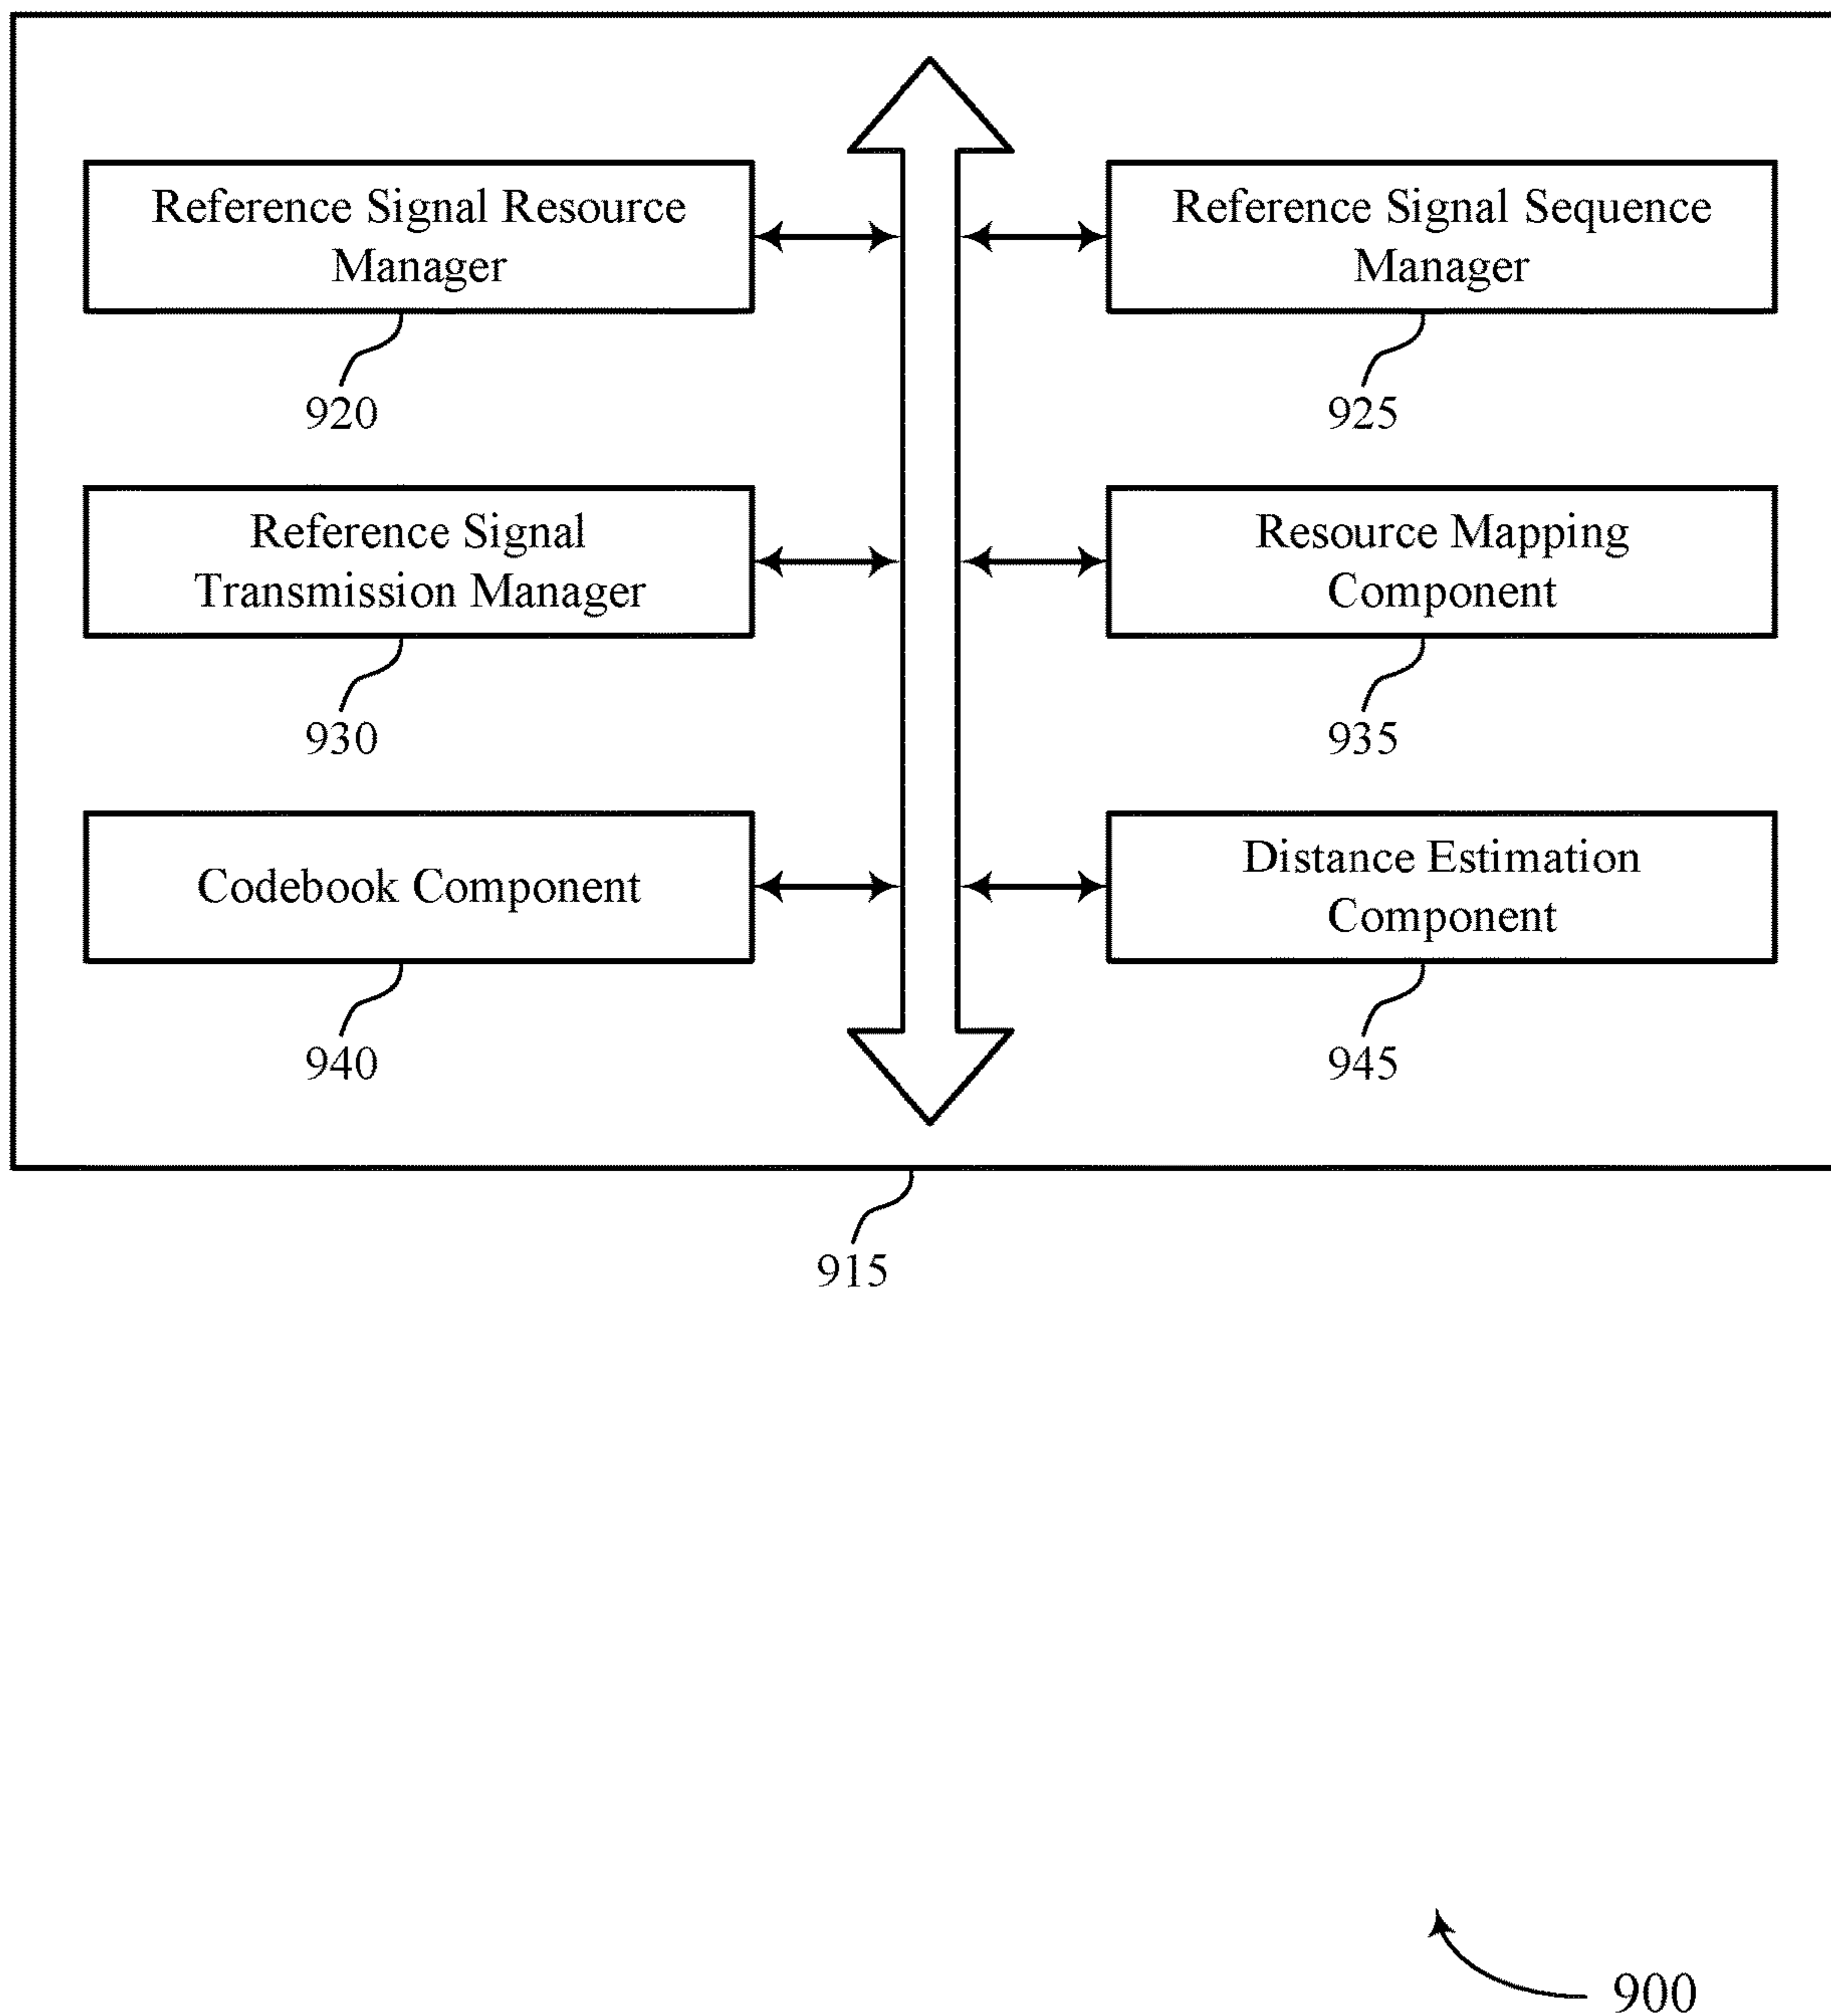 Reference Signal Resource
Manager
920
Reference Signal Sequence
Manager
925
Reference Signal
Transmission Manager
930
Resource Mapping
Component
935
Codebook Component
940
Distance Estimation
Component
945
915
900